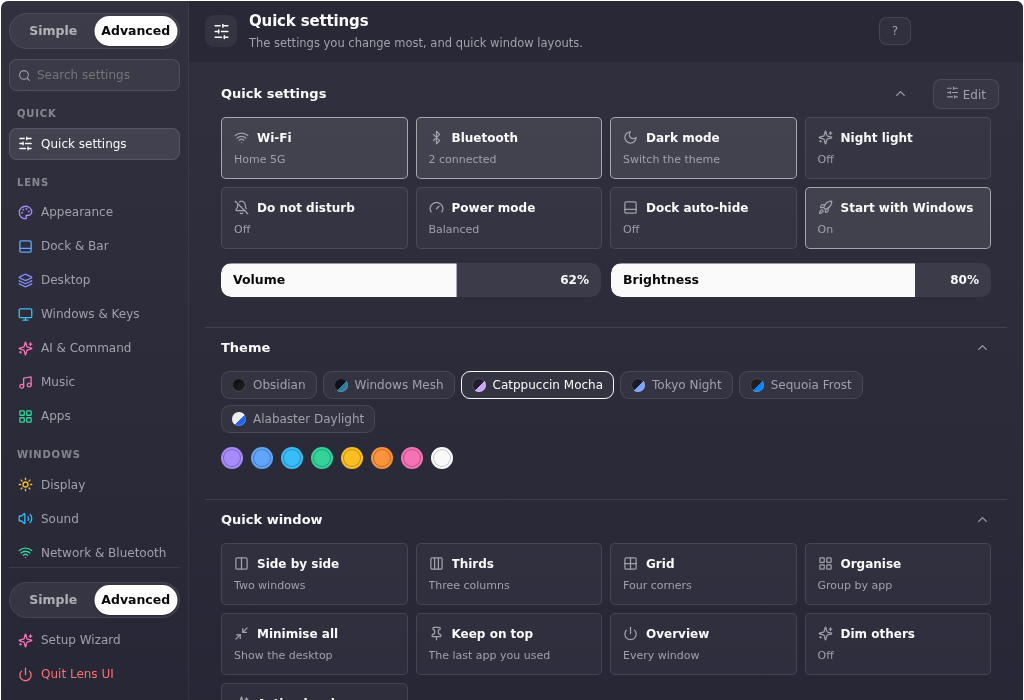 Simple Advanced
Search settings
QUICK
Quick settings
LENS
Appearance
Dock & Bar
Desktop
Windows & Keys
AI & Command
Music
Apps
WINDOWS
Display
Sound
Network & Bluetooth
Simple Advanced
Setup Wizard
Quit Lens UI
Quick settings
The settings you change most, and quick window layouts.
?
Quick settings
Edit
Wi-Fi
Home 5G
Bluetooth
2 connected
Dark mode
Switch the theme
Night light
Off
Do not disturb
Off
Power mode
Balanced
Dock auto-hide
Off
Start with Windows
On
Volume 62%
Brightness 80%
Theme
Obsidian
Windows Mesh
Catppuccin Mocha
Tokyo Night
Sequoia Frost
Alabaster Daylight
Quick window
Side by side
Two windows
Thirds
Three columns
Grid
Four corners
Organise
Group by app
Minimise all
Show the desktop
Keep on top
The last app you used
Overview
Every window
Dim others
Off